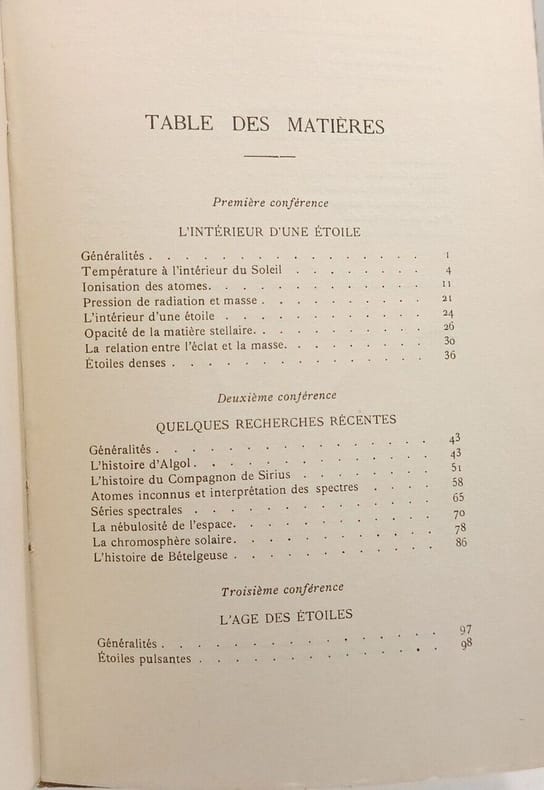 TABLE DES MATIÈRES
Première conférence
L'INTÉRIEUR D'UNE ÉTOILE
Généralités . . . . . . . . . . . . . . . 1
Température à l'intérieur du Soleil . . . . . . . 4
Ionisation des atomes. . . . . . . . . . . . 11
Pression de radiation et masse . . . . . . . . . 21
L'intérieur d'une étoile . . . . . . . . . . . 24
Opacité de la matière stellaire. . . . . . . . . . 26
La relation entre l'éclat et la masse. . . . . . . . 30
Étoiles denses . . . . . . . . . . . . . . 36
Deuxième conférence
QUELQUES RECHERCHES RÉCENTES
Généralités . . . . . . . . . . . . . . . 43
L'histoire d'Algol . . . . . . . . . . . . . 43
L'histoire du Compagnon de Sirius . . . . . . . 51
Atomes inconnus et interprétation des spectres . . . . 58
Séries spectrales . . . . . . . . . . . . . 65
La nébulosité de l'espace. . . . . . . . . . . 70
La chromosphère solaire. . . . . . . . . . . 78
L'histoire de Bételgeuse . . . . . . . . . . . 86
Troisième conférence
L'AGE DES ÉTOILES
Généralités . . . . . . . . . . . . . . . 97
Étoiles pulsantes . . . . . . . . . . . . . 98